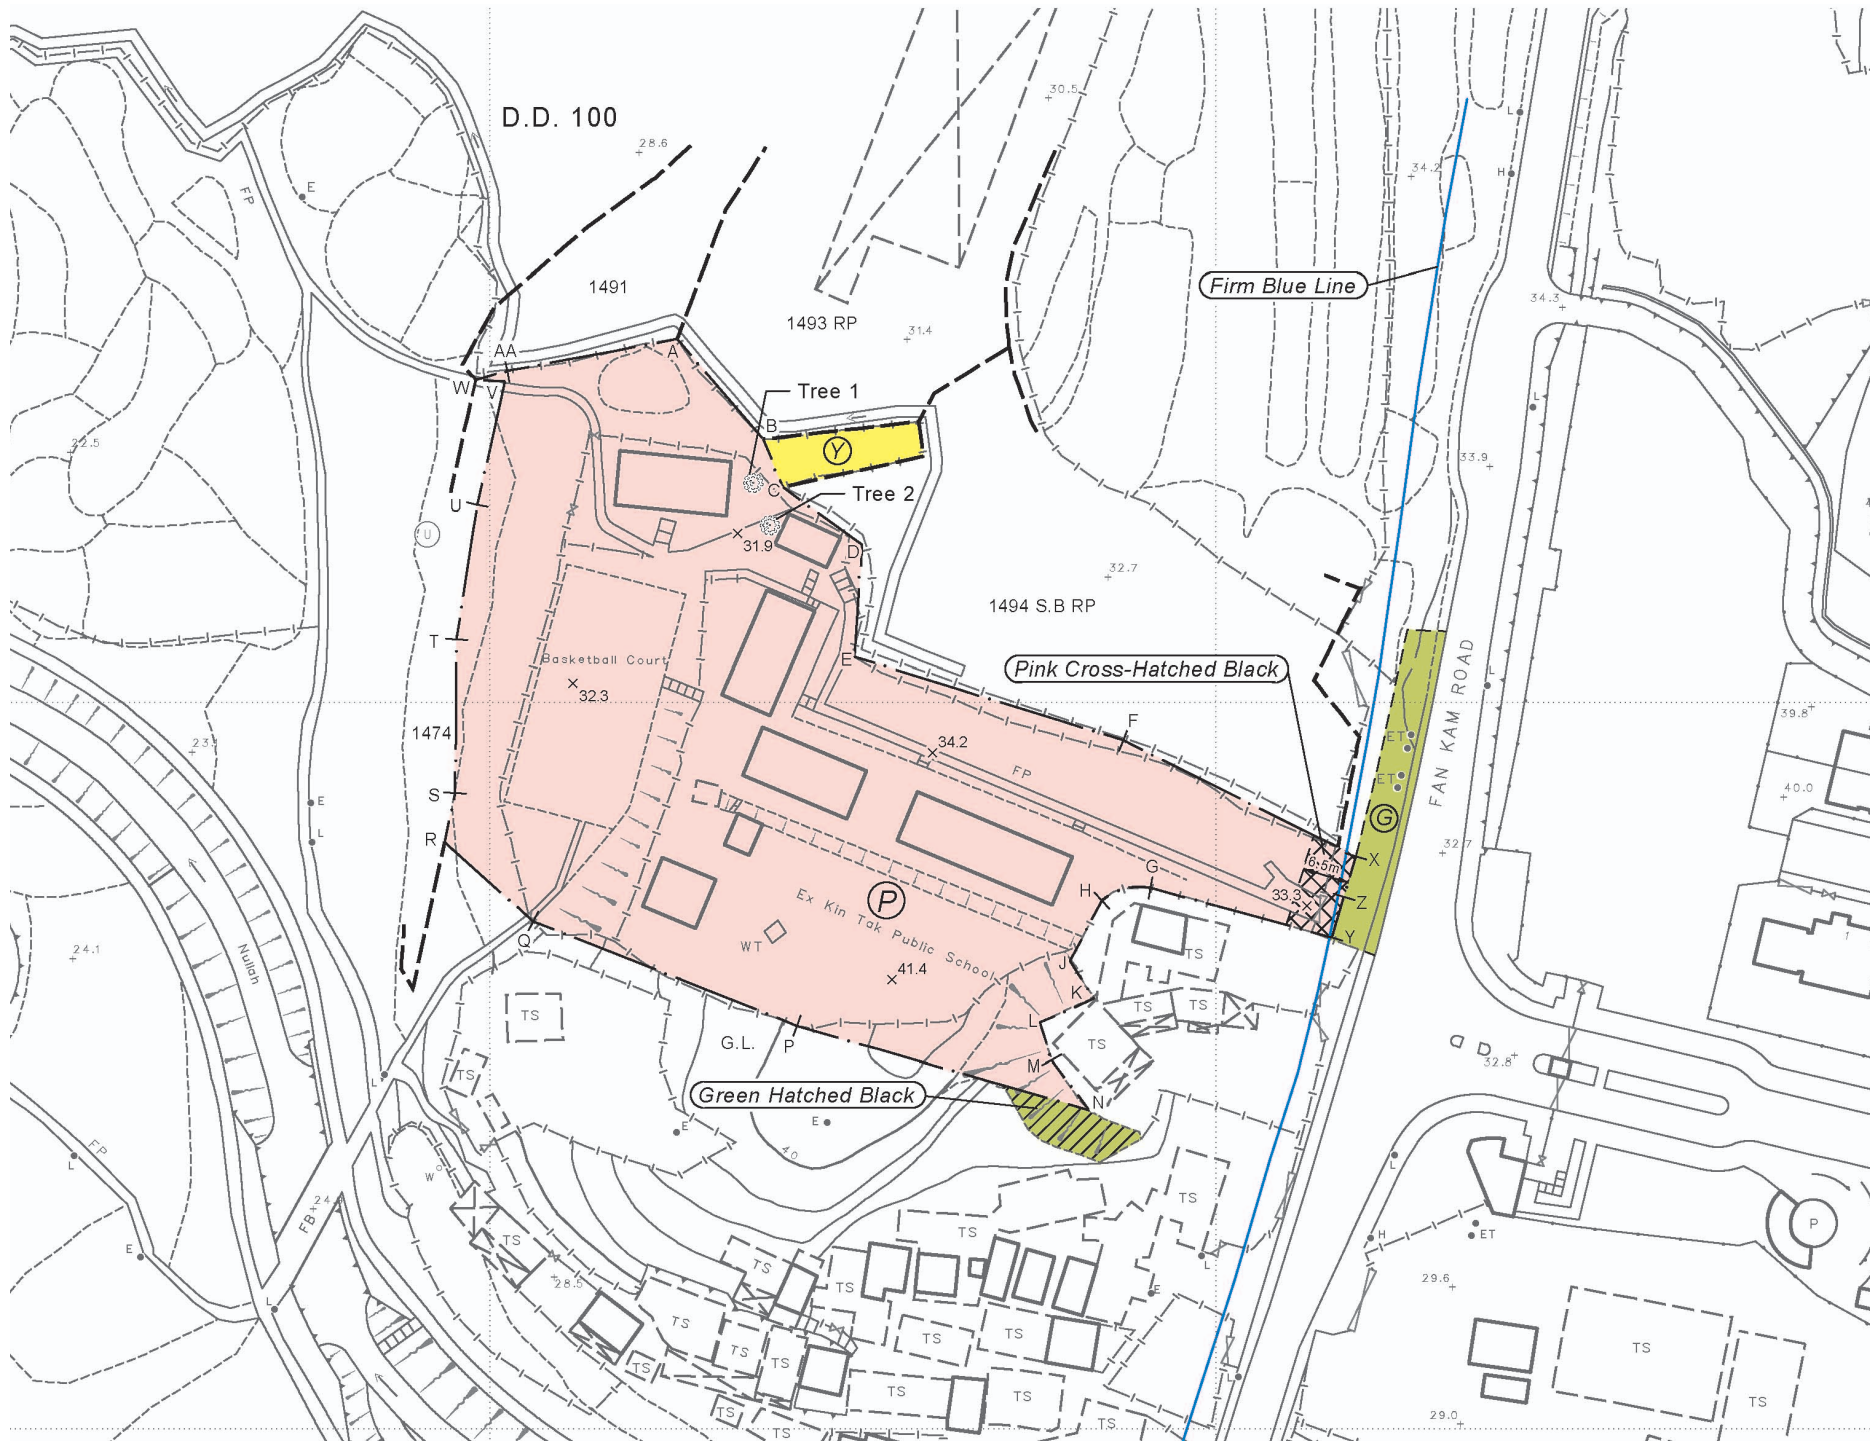 30.5
L
D.D. 100
28.6
34.2
H
FP
E
1491
Firm Blue Line
34.3
1493 RP
31.4
AA
A
W
V
Tree 1
L
B
Y
22.5
33.9
C
Tree 2
U
U
31.9
D
32.7
1494 S.B RP
T
Basketball Court
E
Pink Cross-Hatched Black
L
32.3
FAN KAM ROAD
39.8
1474
F
ET
34.2
FP
ET
S
40.0
E
G
L
R
32.7
6.5m
X
G
H
33.3
Z
P
Ex Kin Tak Public School
Q
WT
Y
24.1
Nullah
TS
J
41.4
K
TS
TS
TS
L
G.L.
P
TS
32.8
M
TS
L
Green Hatched Black
N
E
E
40
FP
L
W
L
TS
24.
FB
TS
TS
P
E
H
ET
TS
L
28.5
TS
E
29.6
L
TS
TS
TS
TS
TS
TS
TS
TS
TS
TS
TS
L
TS
TS
TS
TS
29.0